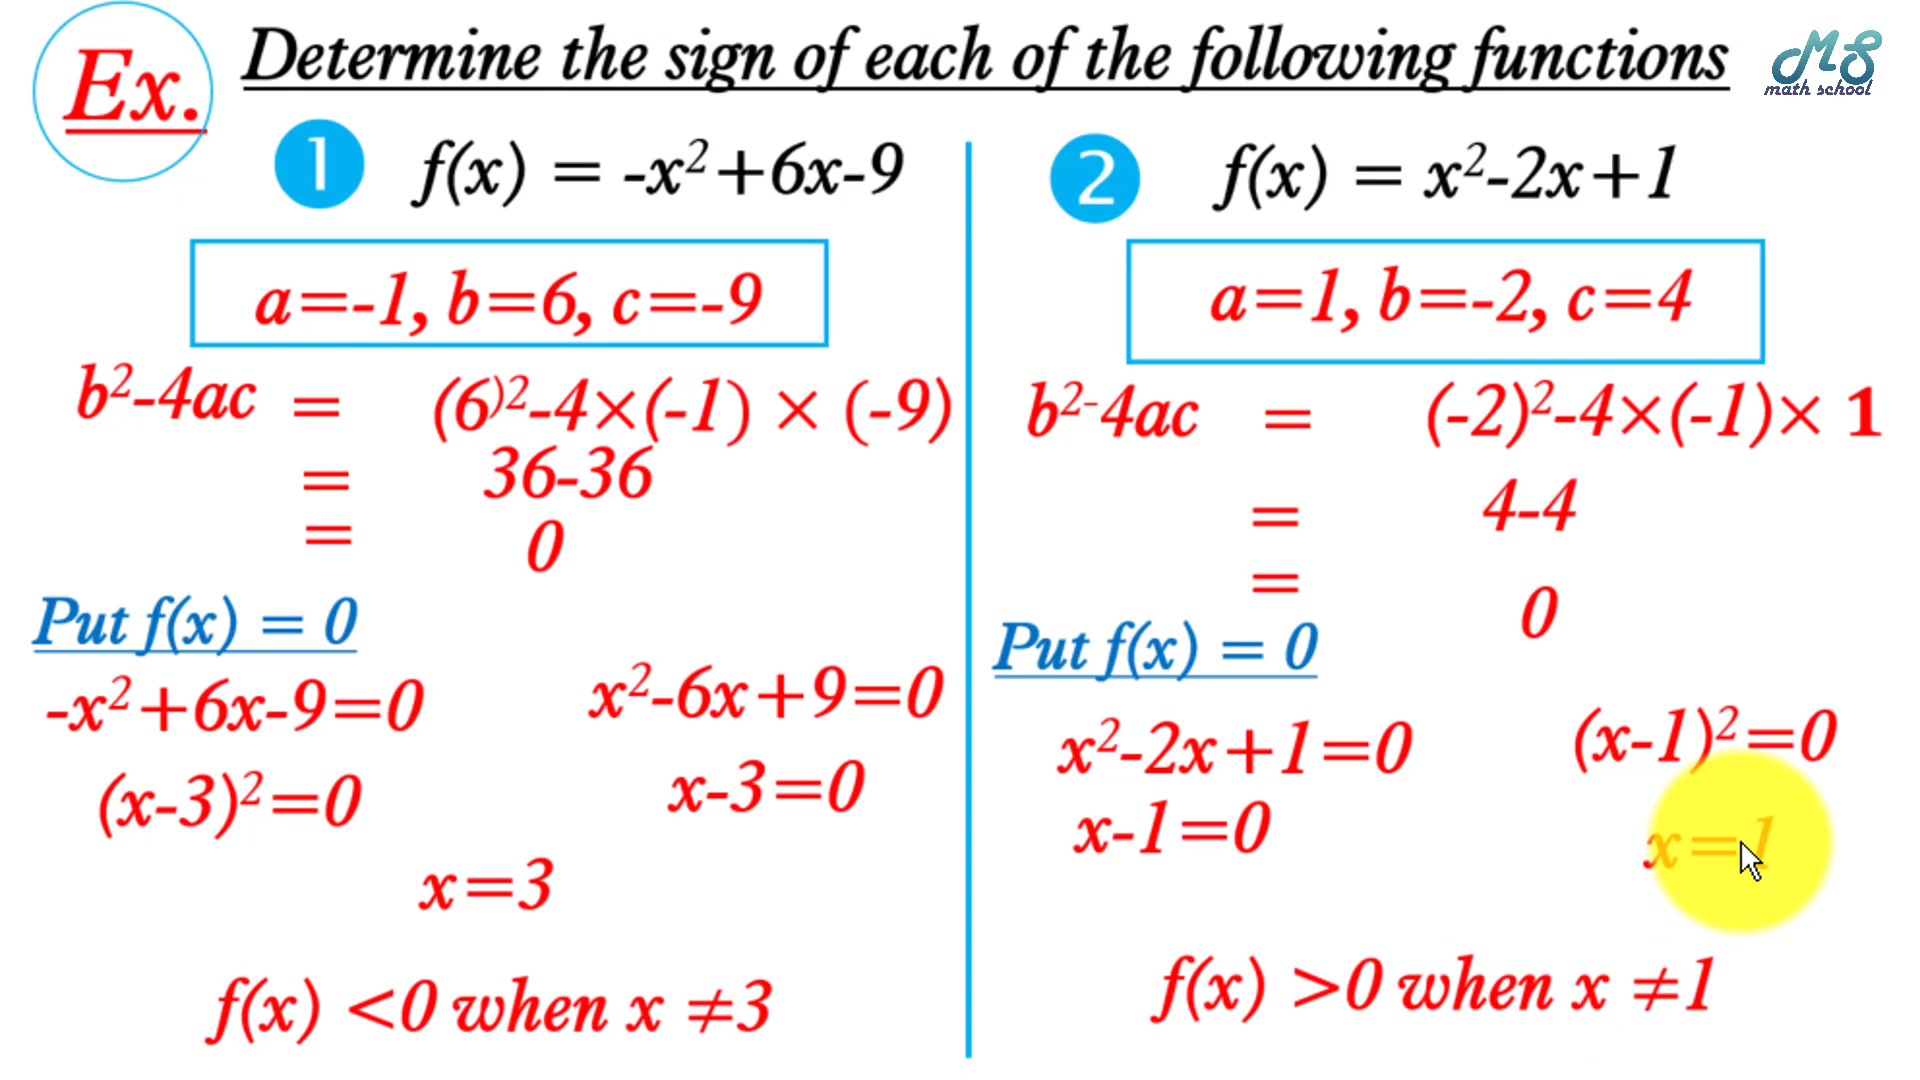 Ex.
Determine the sign of each of the following functions
MS
math school
1 f(x) = -x²+6x-9
a=-1, b=6, c=-9
b²-4ac = (6)²-4×(-1) × (-9)
= 36-36
= 0
Put f(x) = 0
-x²+6x-9=0 x²-6x+9=0
(x-3)²=0 x-3=0
x=3
f(x) <0 when x ≠3
2 f(x) = x²-2x+1
a=1, b=-2, c=4
b²⁻4ac = (-2)²-4×(-1)× 1
= 4-4
= 0
Put f(x) = 0
x²-2x+1=0 (x-1)²=0
x-1=0 x=1
f(x) >0 when x ≠1